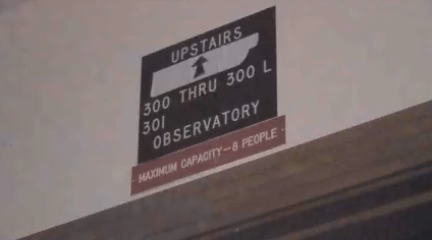 UPSTAIRS
300 THRU 300 L
301
OBSERVATORY
MAXIMUM CAPACITY-8 PEOPLE